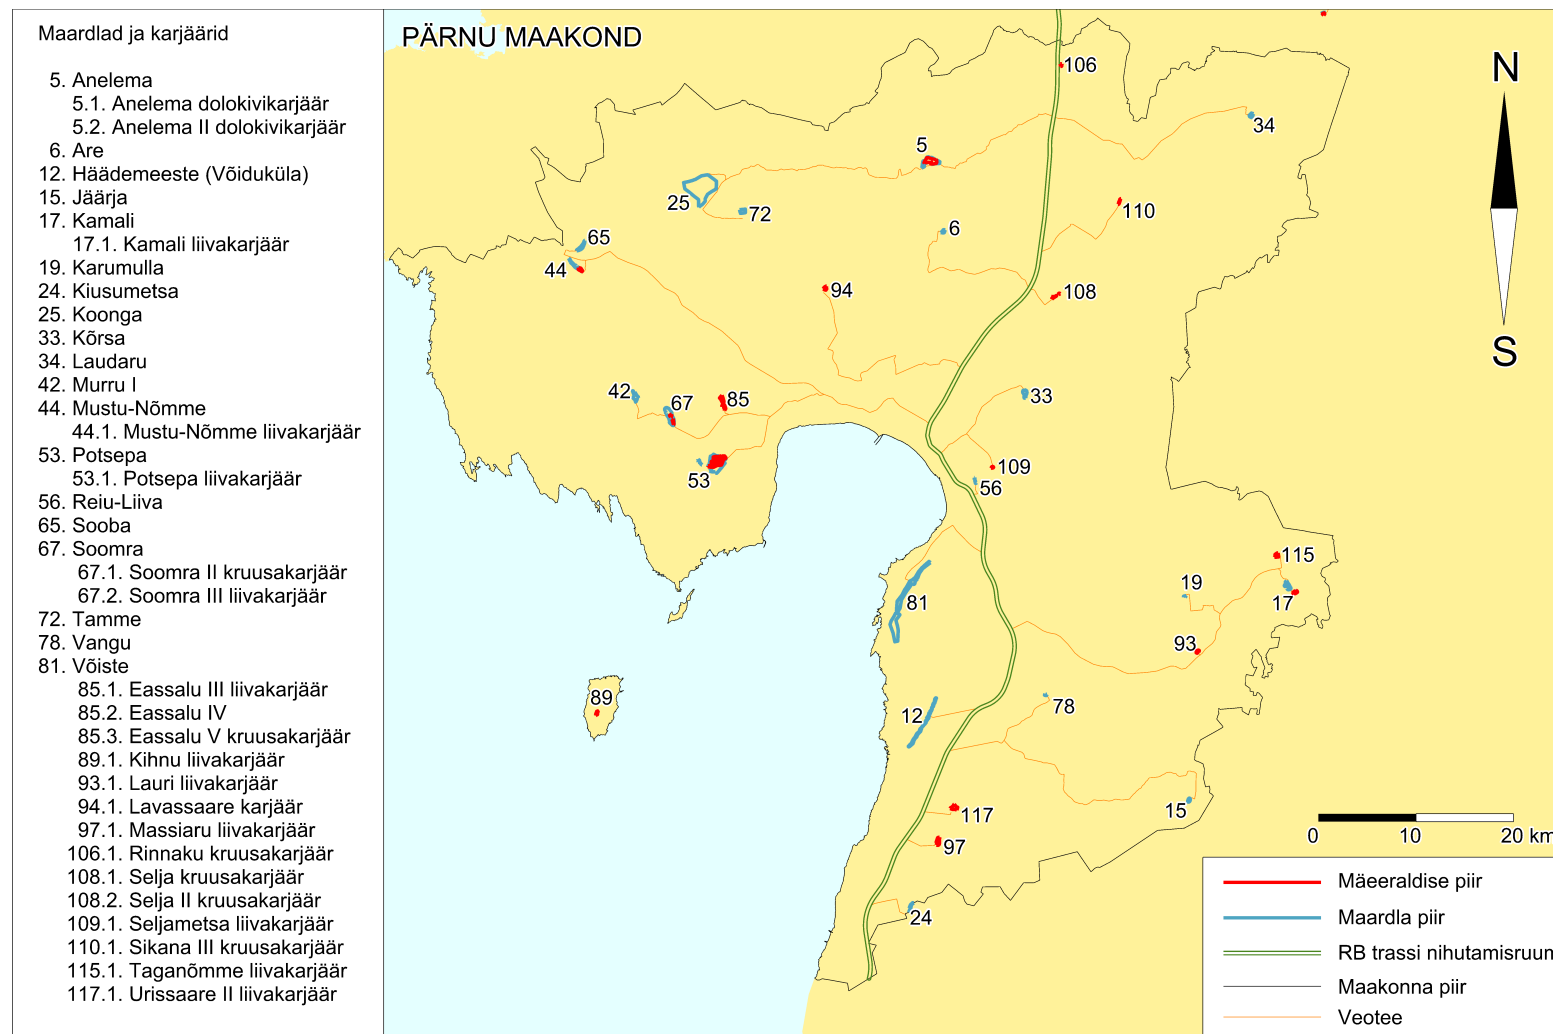 Maardlad ja karjäärid
5. Anelema
5.1. Anelema dolokivikarjäär
5.2. Anelema II dolokivikarjäär
6. Are
12. Häädemeeste (Võiduküla)
15. Jäärja
17. Kamali
17.1. Kamali liivakarjäär
19. Karumulla
24. Kiusumetsa
25. Koonga
33. Kõrsa
34. Laudaru
42. Murru I
44. Mustu-Nõmme
44.1. Mustu-Nõmme liivakarjäär
53. Potsepa
53.1. Potsepa liivakarjäär
56. Reiu-Liiva
65. Sooba
67. Soomra
67.1. Soomra II kruusakarjäär
67.2. Soomra III liivakarjäär
72. Tamme
78. Vangu
81. Võiste
85.1. Eassalu III liivakarjäär
85.2. Eassalu IV
85.3. Eassalu V kruusakarjäär
89.1. Kihnu liivakarjäär
93.1. Lauri liivakarjäär
94.1. Lavassaare karjäär
97.1. Massiaru liivakarjäär
106.1. Rinnaku kruusakarjäär
108.1. Selja kruusakarjäär
108.2. Selja II kruusakarjäär
109.1. Seljametsa liivakarjäär
110.1. Sikana III kruusakarjäär
115.1. Taganõmme liivakarjäär
117.1. Urissaare II liivakarjäär
PÄRNU MAAKOND
106
34
5
25
72
110
6
65
44
94
108
42
67
85
33
53
109
56
115
19
17
81
93
89
12
78
15
117
97
24
N
S
0 10 20 km
Mäeeraldise piir
Maardla piir
RB trassi nihutamisruum
Maakonna piir
Veotee